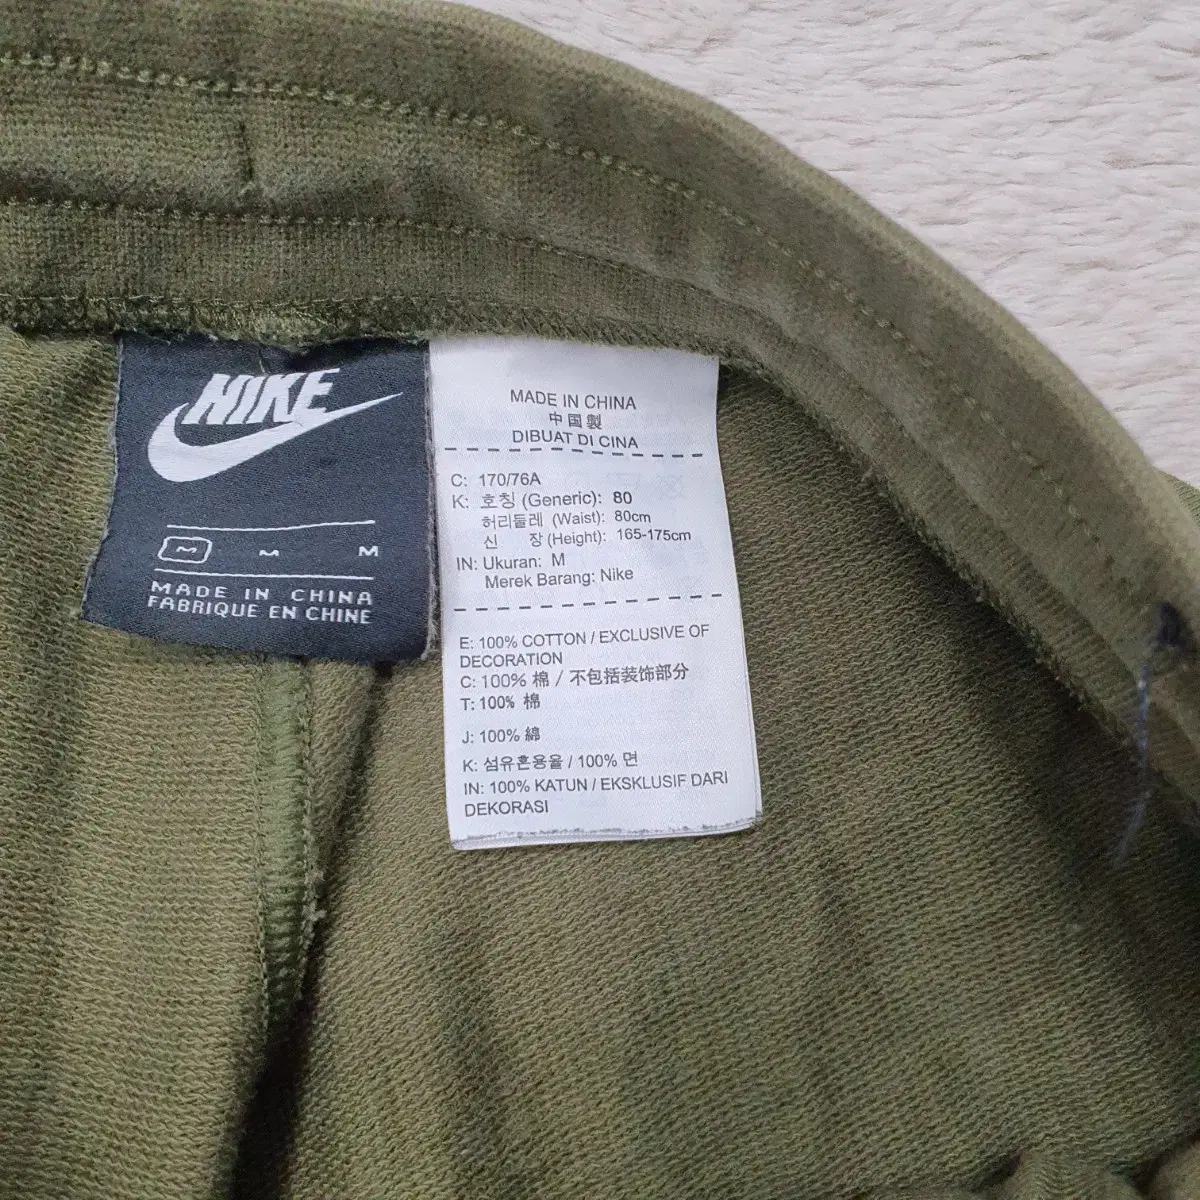 NIKE
M M M
MADE IN CHINA
FABRIQUE EN CHINE
MADE IN CHINA
中国製
DIBUAT DI CINA
C: 170/76A
K: 호칭 (Generic): 80
허리둘레 (Waist): 80cm
신 장 (Height): 165-175cm
IN: Ukuran: M
Merek Barang: Nike
E: 100% COTTON / EXCLUSIVE OF
DECORATION
C: 100% 棉 / 不包括装饰部分
T: 100% 棉
J: 100% 綿
K: 섬유혼용율 / 100% 면
IN: 100% KATUN / EKSKLUSIF DARI
DEKORASI